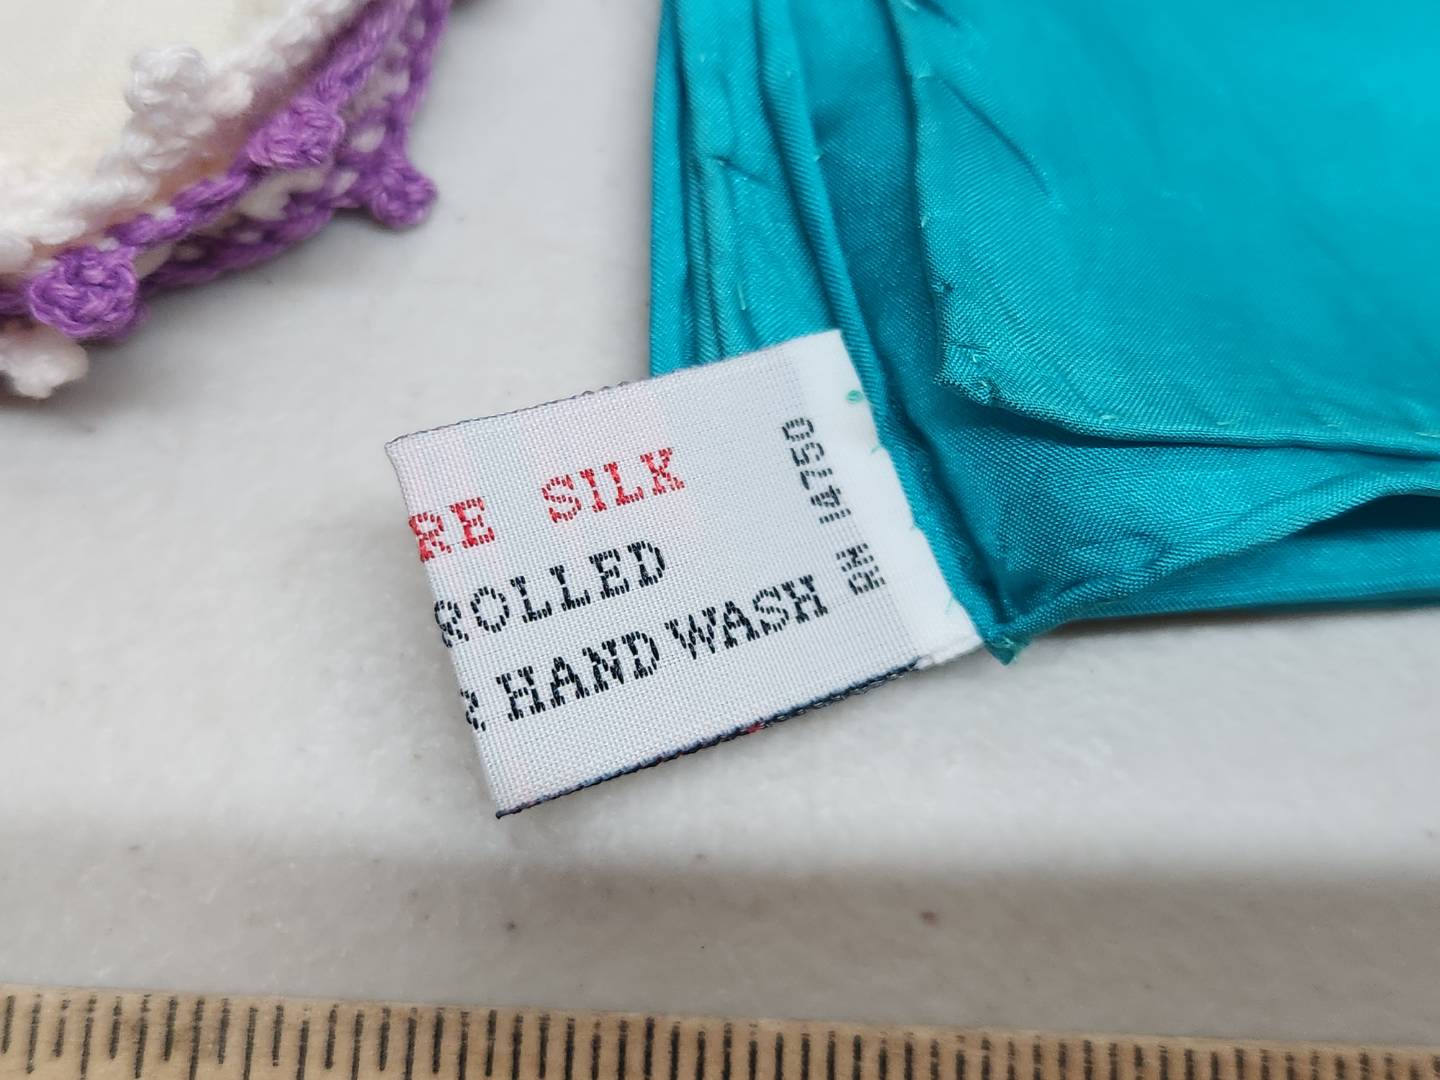 RE SILK
ROLLED
R HAND WASH
RN 14750